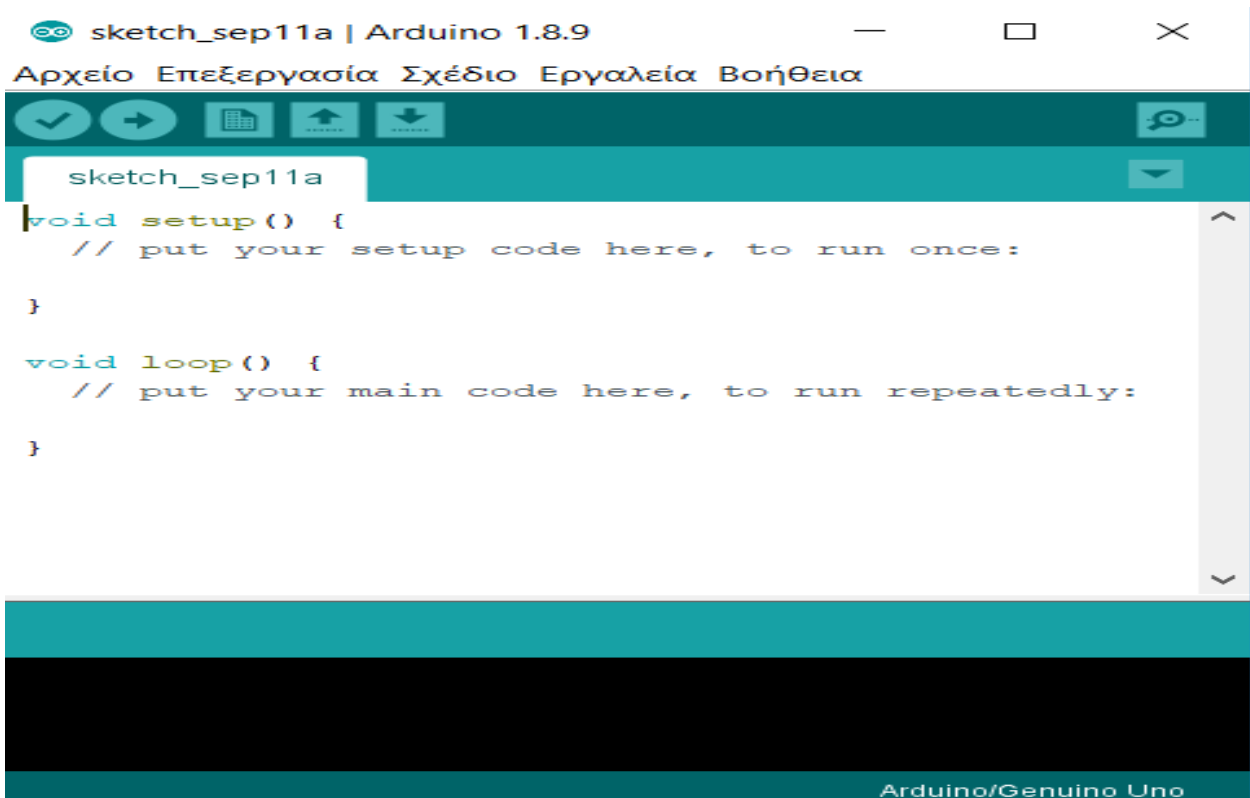 sketch_sep11a | Arduino 1.8.9
Αρχείο Επεξεργασία Σχέδιο Εργαλεία Βοήθεια
sketch_sep11a
void setup() {
// put your setup code here, to run once:
}
void loop() {
// put your main code here, to run repeatedly:
}
Arduino/Genuino Uno